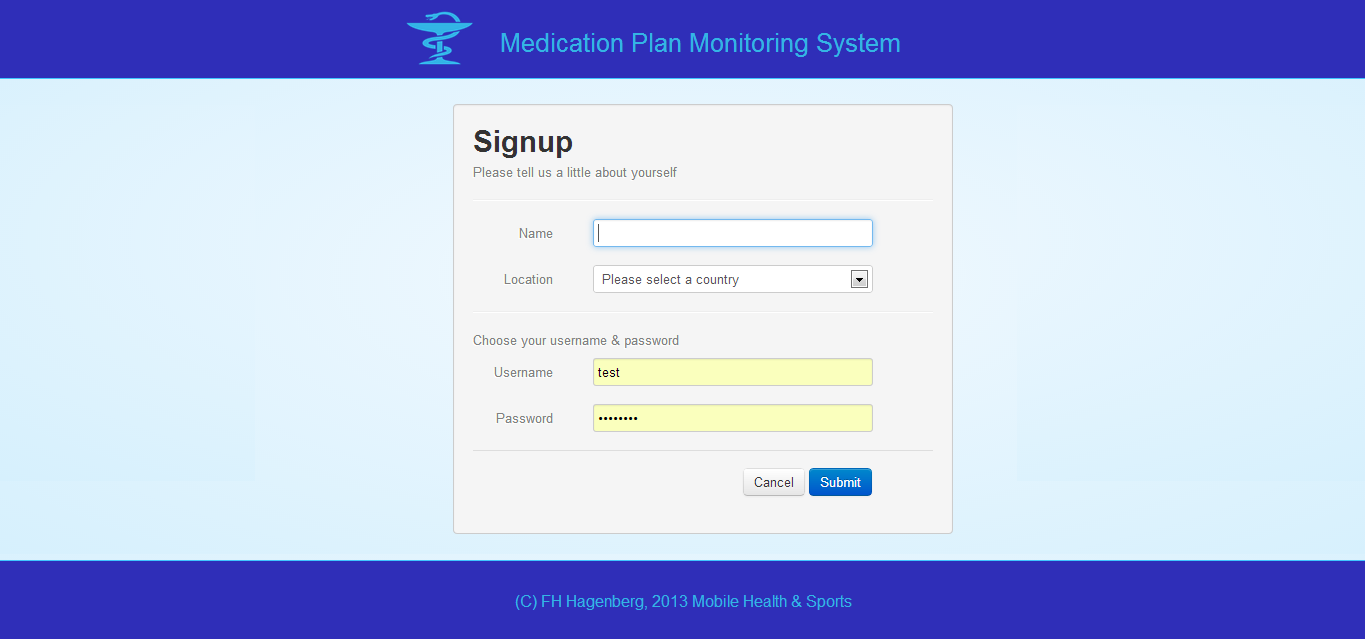 Medication Plan Monitoring System
Signup
Please tell us a little about yourself
Name
Location Please select a country
Choose your username & password
Username test
Password ••••••••
Cancel Submit
(C) FH Hagenberg, 2013 Mobile Health & Sports